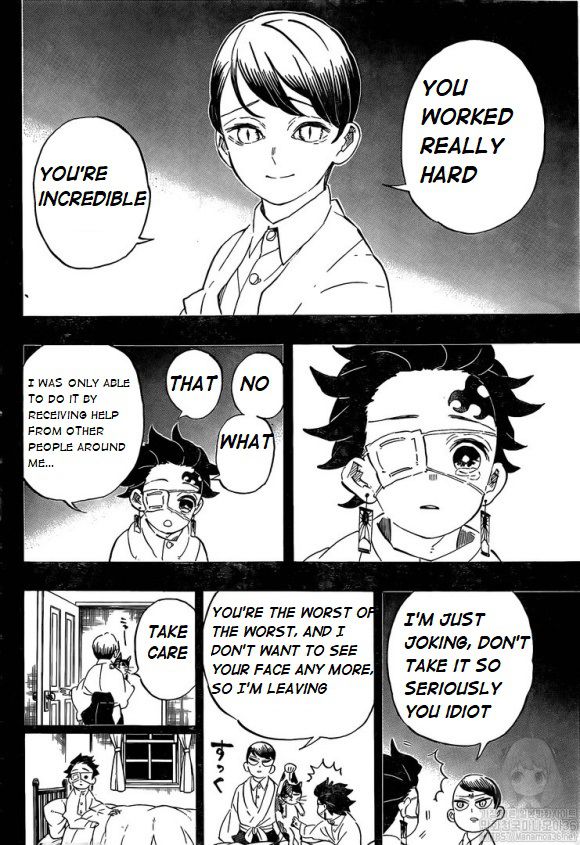 YOU
WORKED
REALLY
HARD
YOU'RE
INCREDIBLE
NO
THAT
WHAT
I WAS ONLY ABLE
TO DO IT BY
RECEIVING HELP
FROM OTHER
PEOPLE AROUND
ME...
I'M JUST
JOKING, DON'T
TAKE IT SO
SERIOUSLY
YOU IDIOT
YOU'RE THE WORST OF
THE WORST, AND I
DON'T WANT TO SEE
YOUR FACE ANY MORE,
SO I'M LEAVING
すっく
TAKE
CARE